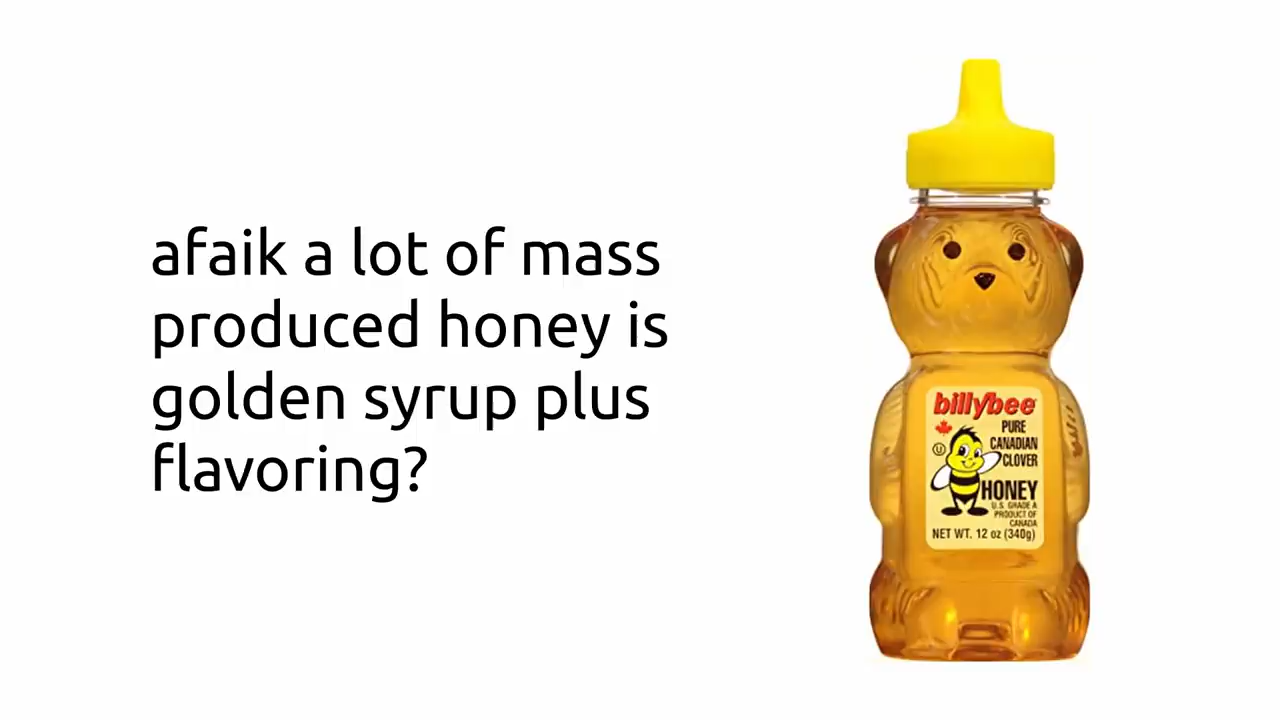 afaik a lot of mass
produced honey is
golden syrup plus
flavoring?
billybee
PURE
CANADIAN
CLOVER
U
HONEY
U.S. GRADE A
PRODUCT OF
CANADA
NET WT. 12 oz (340g)